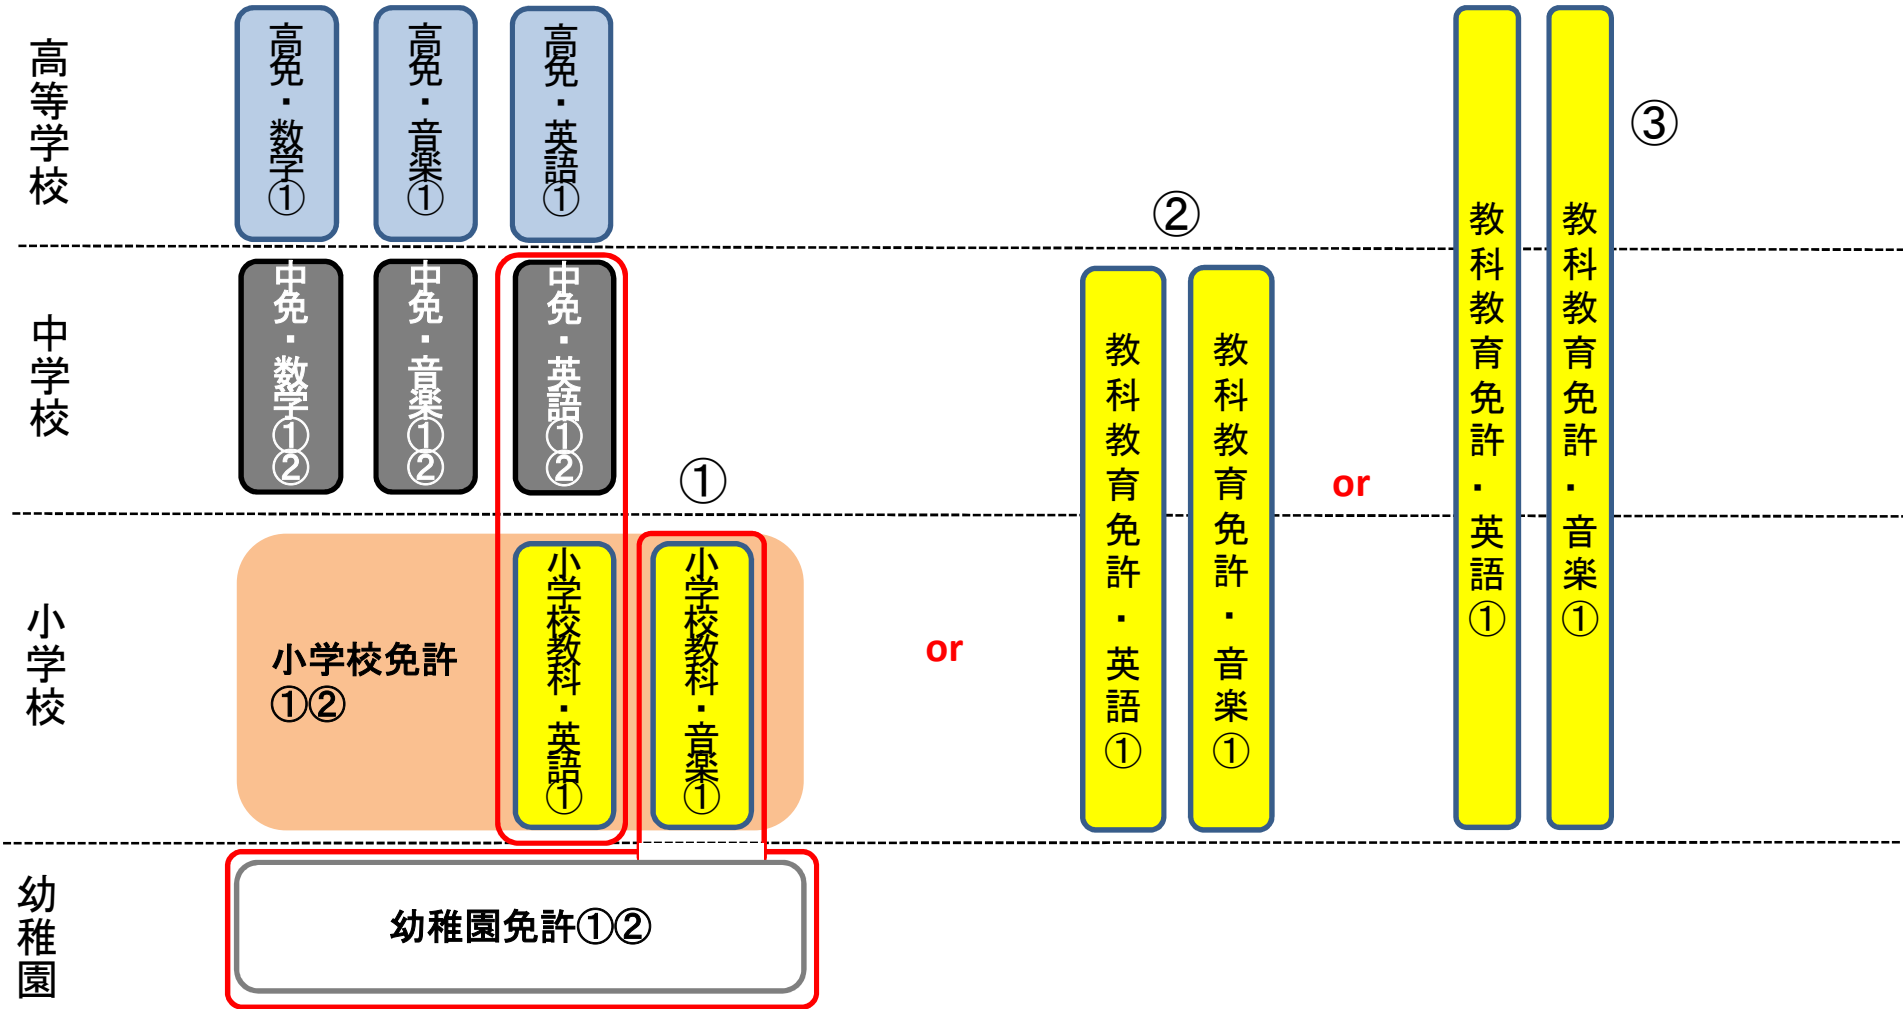 高等学校
高免・数学①
高免・音楽①
高免・英語①
③
教科教育免許・英語①
教科教育免許・音楽①
②
中学校
中免・数学①②
中免・音楽①②
中免・英語①②
①
教科教育免許・英語①
教科教育免許・音楽①
or
小学校
小学校免許
①②
小学校教科・英語①
小学校教科・音楽①
or
幼稚園
幼稚園免許①②